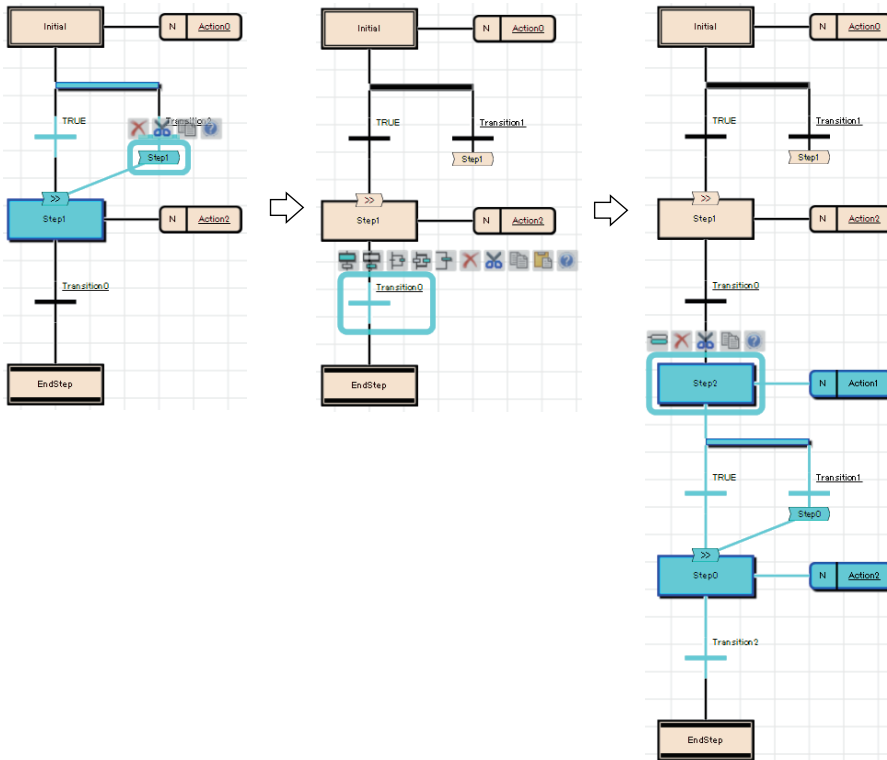 Initial N Action0
TRUE
Step1
>>
Step1 N Action2
Transition0
EndStep
Initial N Action0
TRUE Transition1
Step1
>>
Step1 N Action2
Transition0
EndStep
Initial N Action0
TRUE Transition1
Step1
>>
Step1 N Action2
Transition0
Step2 N Action1
TRUE Transition1
Step0
>>
Step0 N Action2
Transition2
EndStep